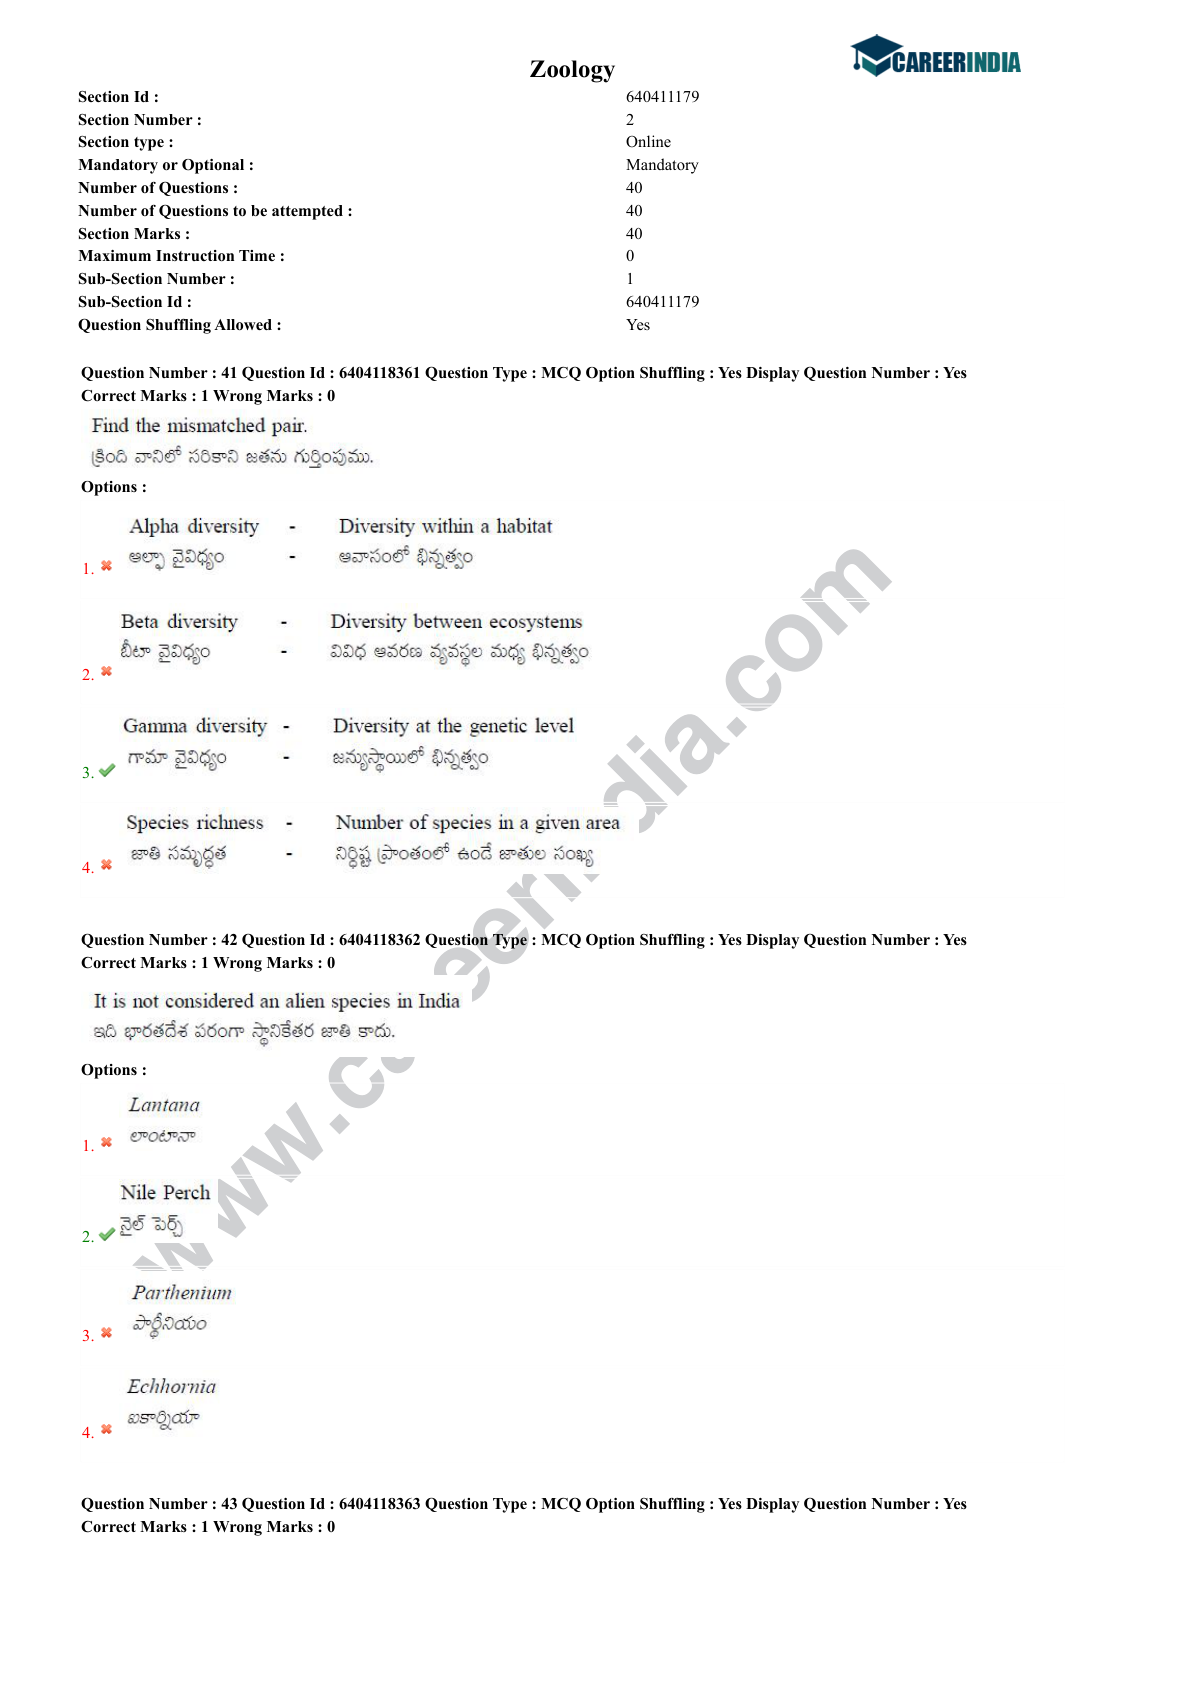 CAREERINDIA
Zoology
Section Id : 640411179
Section Number : 2
Section type : Online
Mandatory or Optional : Mandatory
Number of Questions : 40
Number of Questions to be attempted : 40
Section Marks : 40
Maximum Instruction Time : 0
Sub-Section Number : 1
Sub-Section Id : 640411179
Question Shuffling Allowed : Yes
Question Number : 41 Question Id : 6404118361 Question Type : MCQ Option Shuffling : Yes Display Question Number : Yes
Correct Marks : 1 Wrong Marks : 0
Find the mismatched pair.
క్రింది వానిలో సరికాని జతను గుర్తింపుము.
Options :
Alpha diversity - Diversity within a habitat
ఆల్ఫా వైవిధ్యం - ఆవాసంలో భిన్నత్వం
1.
Beta diversity - Diversity between ecosystems
బీటా వైవిధ్యం - వివిధ ఆవరణ వ్యవస్థల మధ్య భిన్నత్వం
2.
Gamma diversity - Diversity at the genetic level
గామా వైవిధ్యం - జన్యుస్థాయిలో భిన్నత్వం
3.
Species richness - Number of species in a given area
జాతి సమృద్ధత - నిర్ధిష్ట ప్రాంతంలో ఉండే జాతుల సంఖ్య
4.
Question Number : 42 Question Id : 6404118362 Question Type : MCQ Option Shuffling : Yes Display Question Number : Yes
Correct Marks : 1 Wrong Marks : 0
It is not considered an alien species in India
ఇది భారతదేశ పరంగా స్థానికేతర జాతి కాదు.
Options :
Lantana
లాంటానా
1.
Nile Perch
నైల్ పెర్చ్
2.
Parthenium
పార్థీనియం
3.
Echhornia
ఐకార్నియా
4.
Question Number : 43 Question Id : 6404118363 Question Type : MCQ Option Shuffling : Yes Display Question Number : Yes
Correct Marks : 1 Wrong Marks : 0